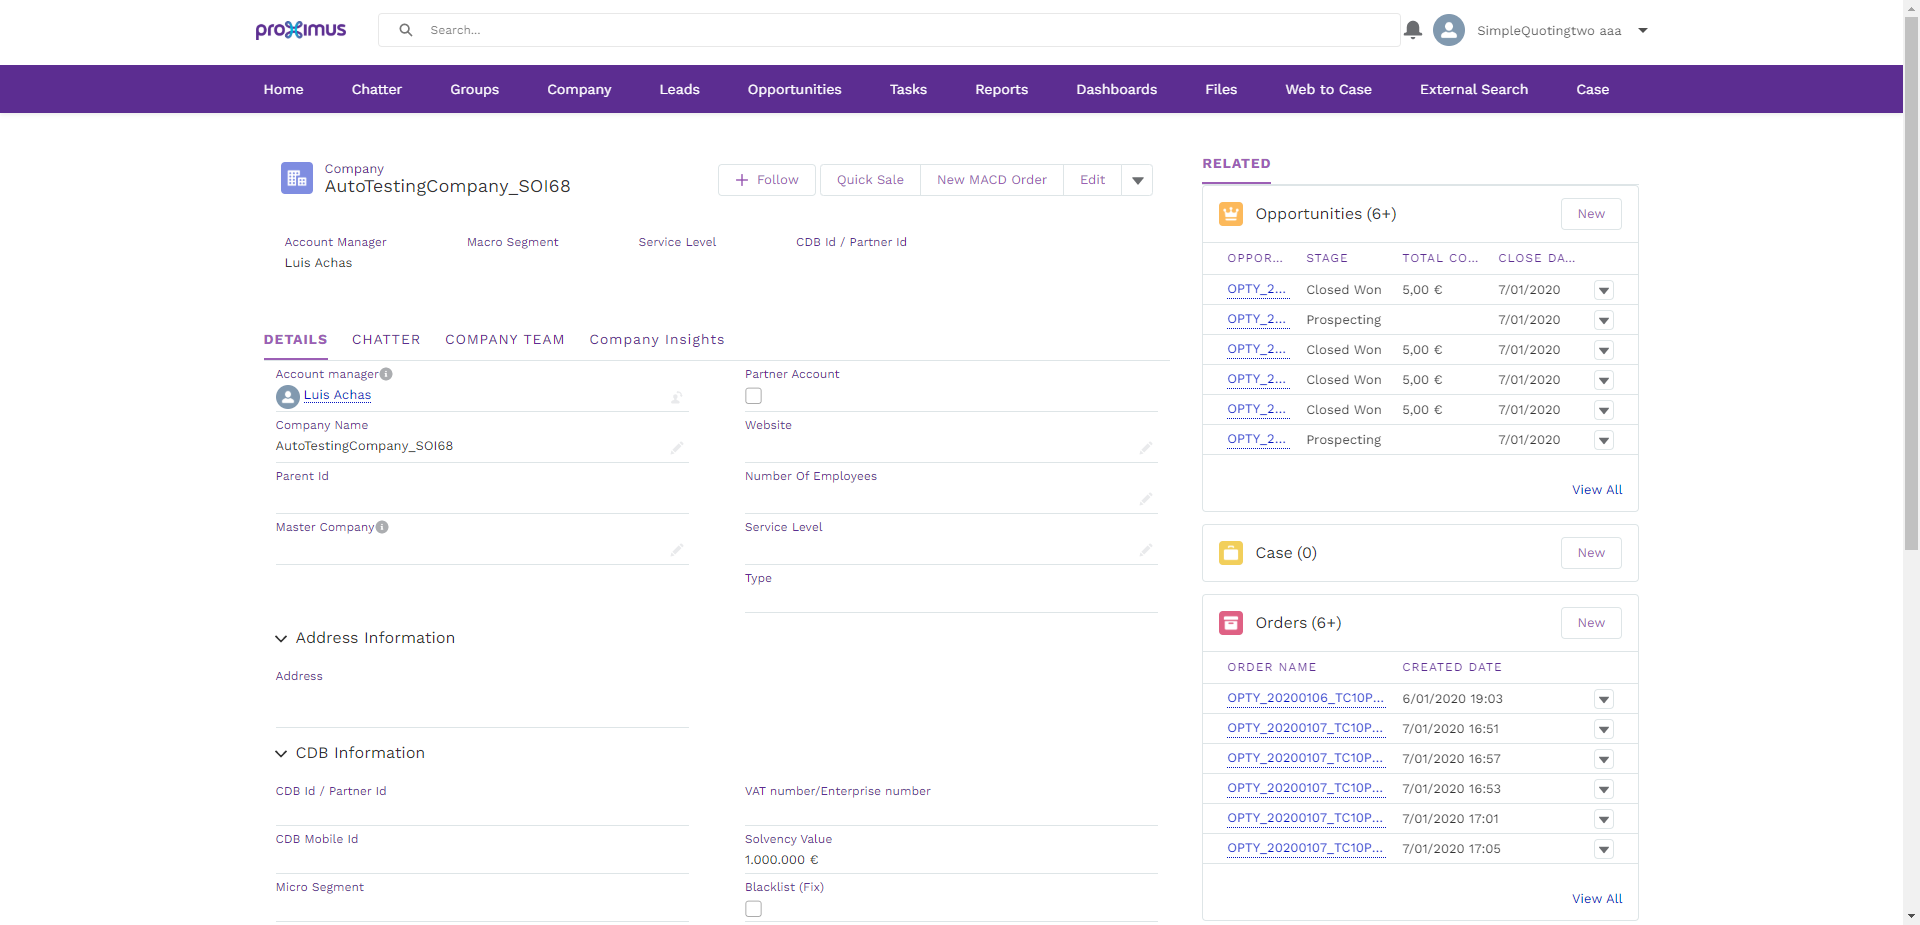 proximus
Search...
SimpleQuotingtwo aaa
Home Chatter Groups Company Leads Opportunities Tasks Reports Dashboards Files Web to Case External Search Case
Company
AutoTestingCompany_SOI68
Follow Quick Sale New MACD Order Edit
Account Manager Macro Segment Service Level CDB Id / Partner Id
Luis Achas
DETAILS CHATTER COMPANY TEAM Company Insights
Account manager Partner Account
Luis Achas
Company Name Website
AutoTestingCompany_SOI68
Parent Id Number Of Employees
Master Company Service Level
Type
Address Information
Address
CDB Information
CDB Id / Partner Id VAT number/Enterprise number
CDB Mobile Id Solvency Value
1.000.000 €
Micro Segment Blacklist (Fix)
RELATED
Opportunities (6+) New
OPPOR... STAGE TOTAL CO... CLOSE DA...
OPTY_2... Closed Won 5,00 € 7/01/2020
OPTY_2... Prospecting 7/01/2020
OPTY_2... Closed Won 5,00 € 7/01/2020
OPTY_2... Closed Won 5,00 € 7/01/2020
OPTY_2... Closed Won 5,00 € 7/01/2020
OPTY_2... Prospecting 7/01/2020
View All
Case (0) New
Orders (6+) New
ORDER NAME CREATED DATE
OPTY_20200106_TC10P... 6/01/2020 19:03
OPTY_20200107_TC10P... 7/01/2020 16:51
OPTY_20200107_TC10P... 7/01/2020 16:57
OPTY_20200107_TC10P... 7/01/2020 16:53
OPTY_20200107_TC10P... 7/01/2020 17:01
OPTY_20200107_TC10P... 7/01/2020 17:05
View All